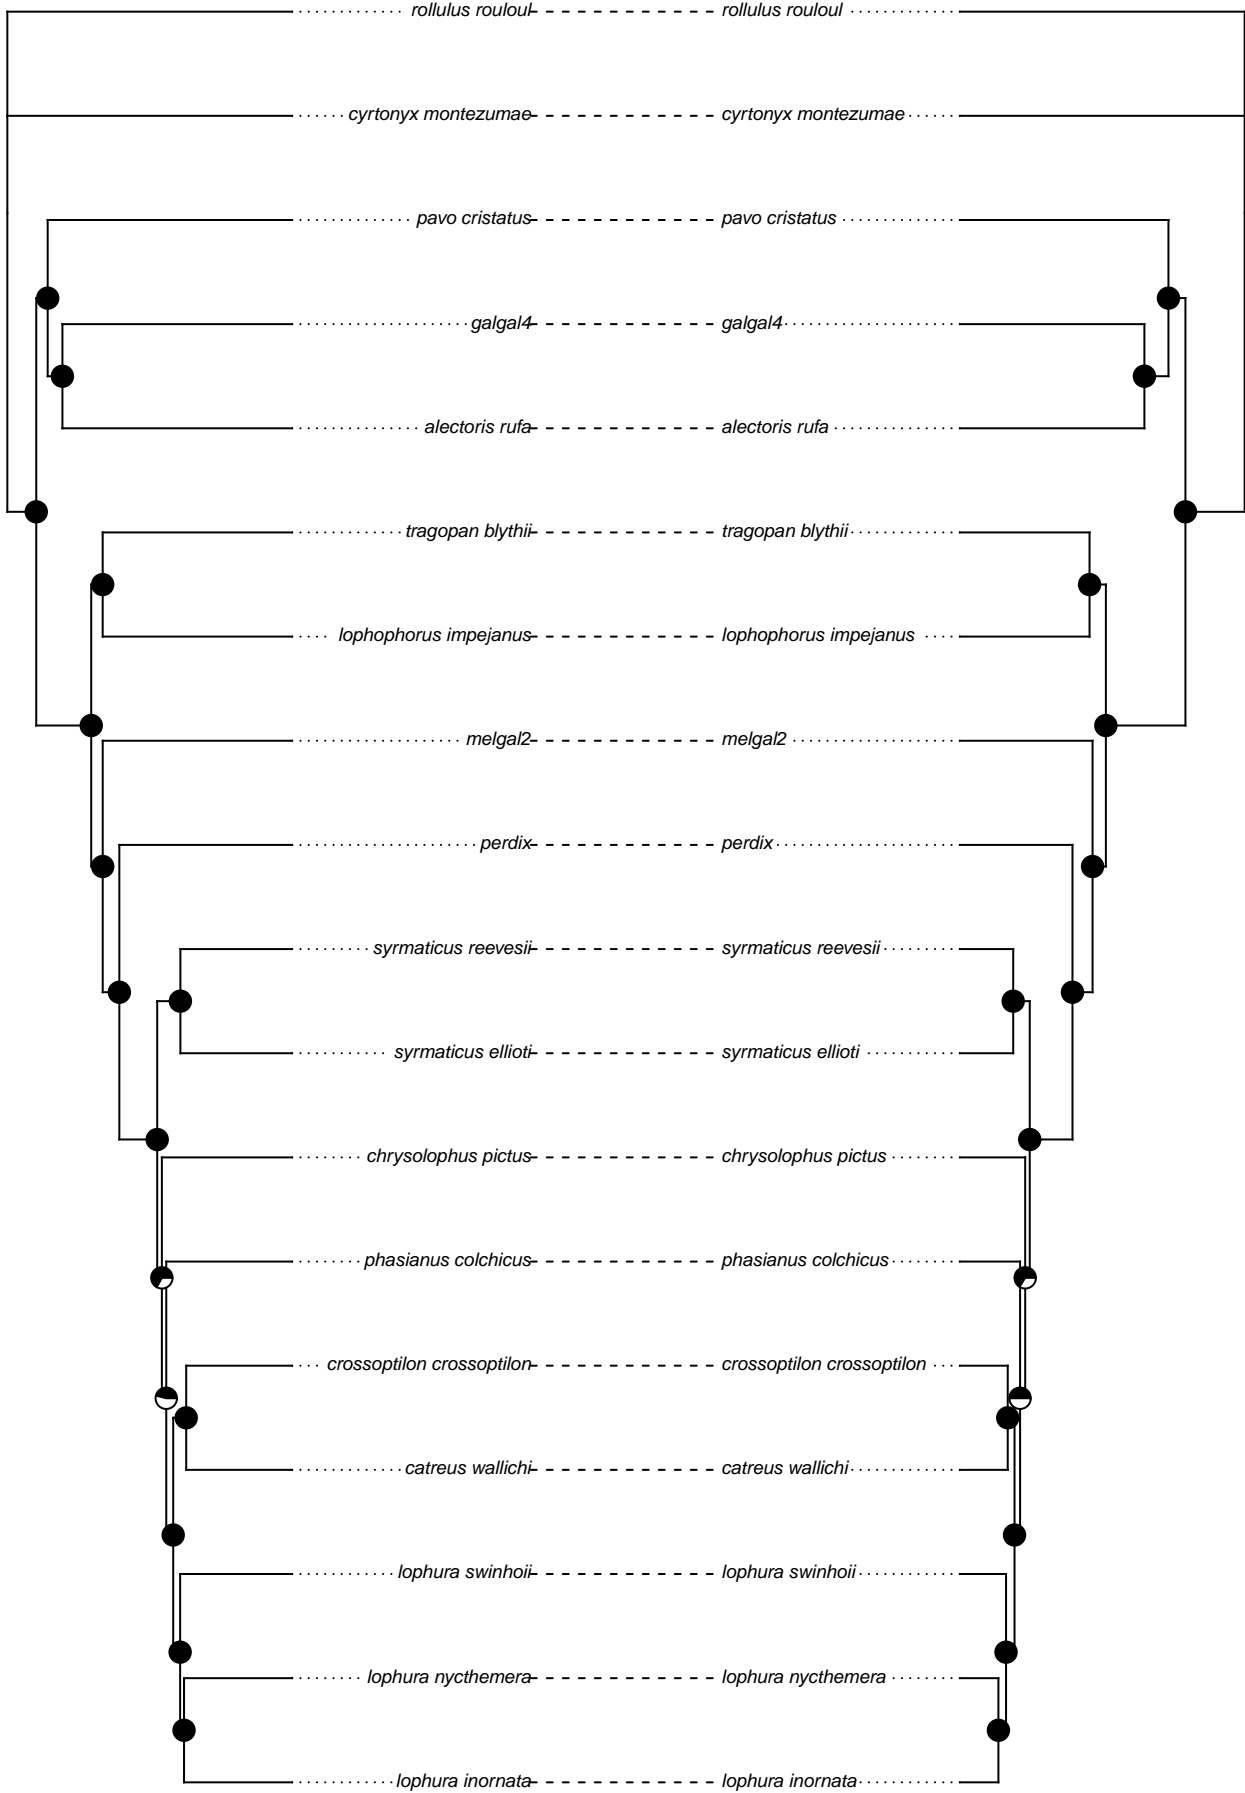 rollulus rouloul rollulus rouloul
cyrtonyx montezumae cyrtonyx montezumae
pavo cristatus pavo cristatus
galgal4 galgal4
alectoris rufa alectoris rufa
tragopan blythii tragopan blythii
lophophorus impejanus lophophorus impejanus
melgal2 melgal2
perdix perdix
syrmaticus reevesii syrmaticus reevesii
syrmaticus ellioti syrmaticus ellioti
chrysolophus pictus chrysolophus pictus
phasianus colchicus phasianus colchicus
crossoptilon crossoptilon crossoptilon crossoptilon
catreus wallichi catreus wallichi
lophura swinhoii lophura swinhoii
lophura nycthemera lophura nycthemera
lophura inornata lophura inornata